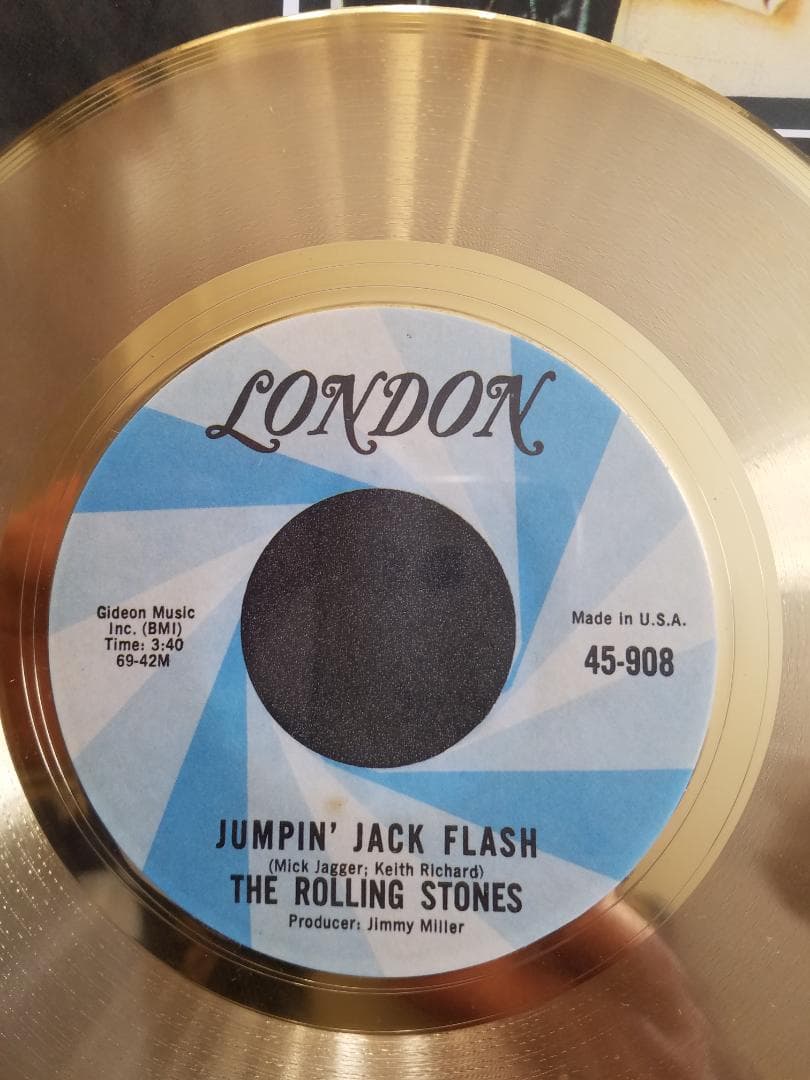 LONDON
Gideon Music
Inc. (BMI)
Time: 3:40
69-42M
Made in U.S.A.
45-908
JUMPIN' JACK FLASH
(Mick Jagger; Keith Richard)
THE ROLLING STONES
Producer: Jimmy Miller